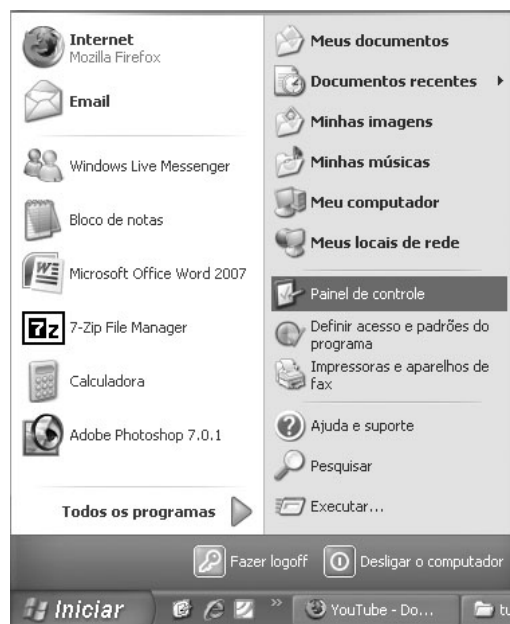 Internet
Mozilla Firefox
Email
Windows Live Messenger
Bloco de notas
Microsoft Office Word 2007
7-Zip File Manager
Calculadora
Adobe Photoshop 7.0.1
Todos os programas
Meus documentos
Documentos recentes
Minhas imagens
Minhas músicas
Meu computador
Meus locais de rede
Painel de controle
Definir acesso e padrões do
programa
Impressoras e aparelhos de
fax
Ajuda e suporte
Pesquisar
Executar...
Fazer logoff
Desligar o computador
Iniciar
YouTube - Do...
tu